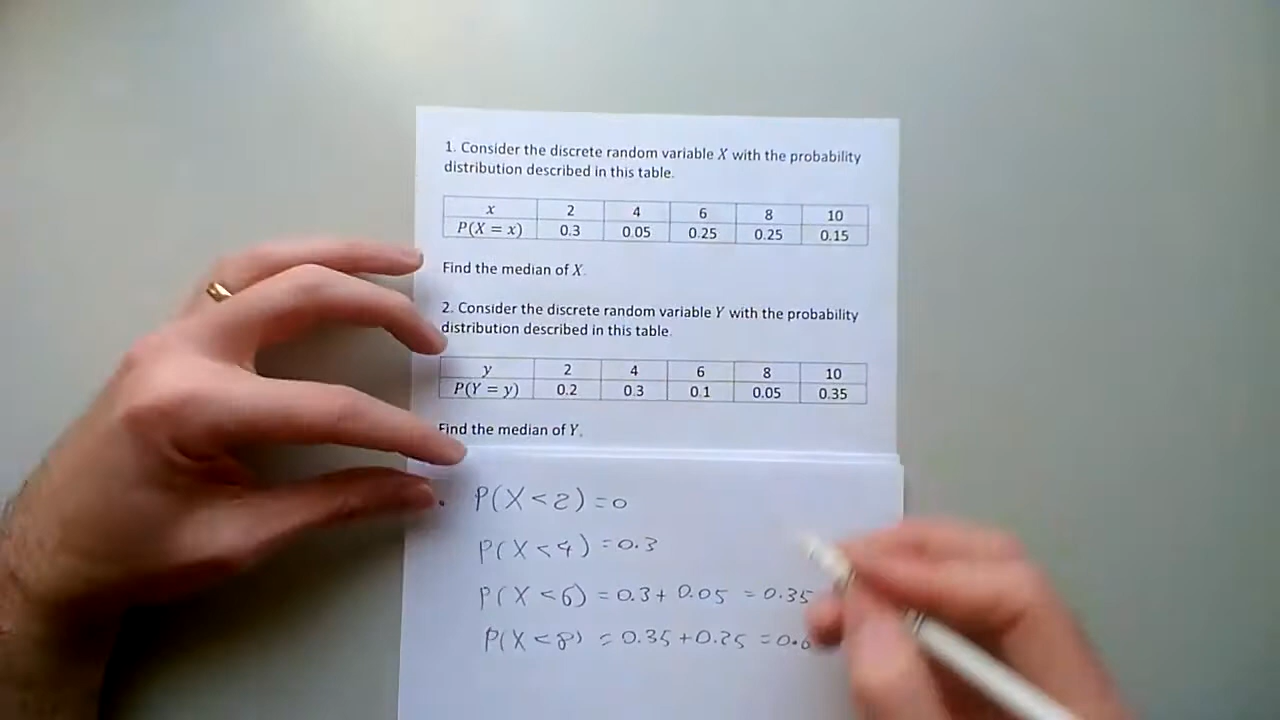 1. Consider the discrete random variable X with the probability
distribution described in this table.
x 2 4 6 8 10
P(X = x) 0.3 0.05 0.25 0.25 0.15
Find the median of X.
2. Consider the discrete random variable Y with the probability
distribution described in this table.
y 2 4 6 8 10
P(Y = y) 0.2 0.3 0.1 0.05 0.35
Find the median of Y.
P(X<2)=0
P(X<4)=0.3
P(X<6)=0.3+0.05=0.35
P(X<8)=0.35+0.25=0.6